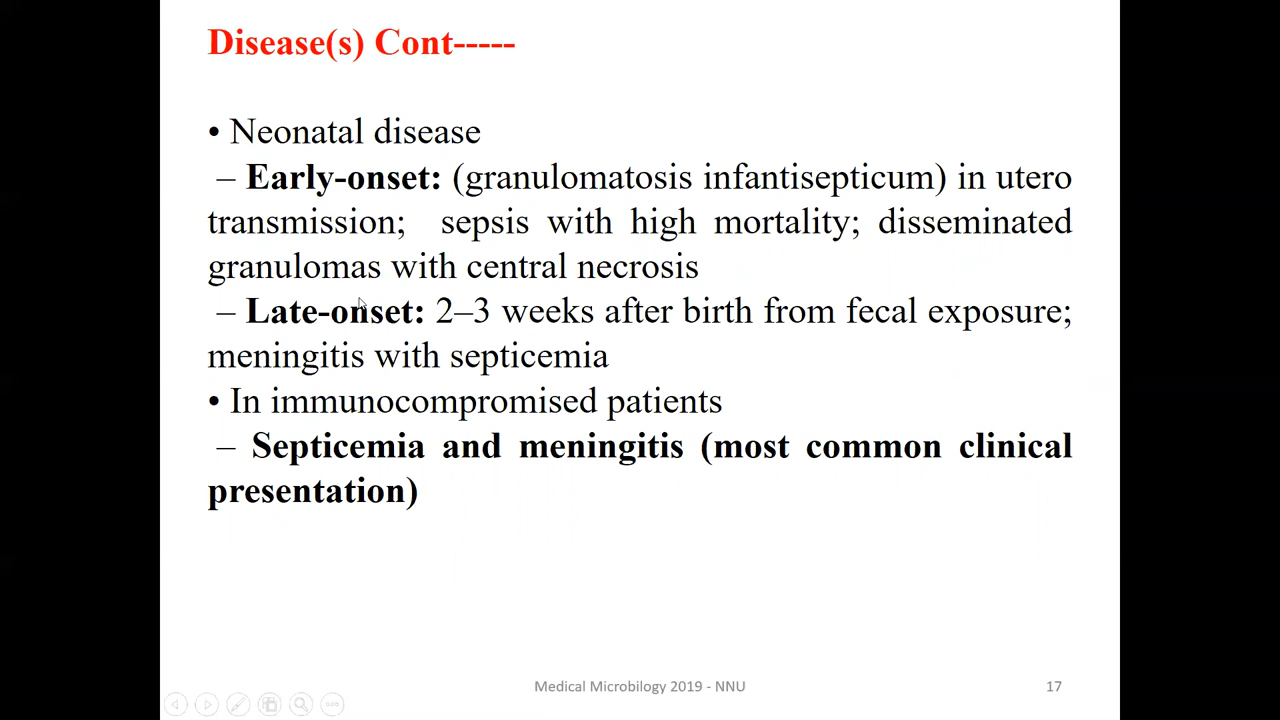 Disease(s) Cont-----
• Neonatal disease
– Early-onset: (granulomatosis infantisepticum) in utero
transmission; sepsis with high mortality; disseminated
granulomas with central necrosis
– Late-onset: 2–3 weeks after birth from fecal exposure;
meningitis with septicemia
• In immunocompromised patients
– Septicemia and meningitis (most common clinical
presentation)
Medical Microbilogy 2019 - NNU
17